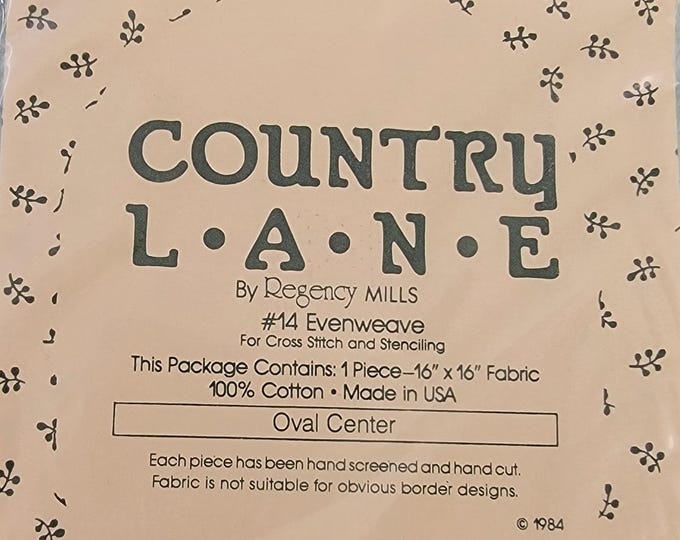 COUNTRY
L•A•N•E
By Regency MILLS
#14 Evenweave
For Cross Stitch and Stenciling
This Package Contains: 1 Piece–16" x 16" Fabric
100% Cotton • Made in USA
Oval Center
Each piece has been hand screened and hand cut.
Fabric is not suitable for obvious border designs.
© 1984